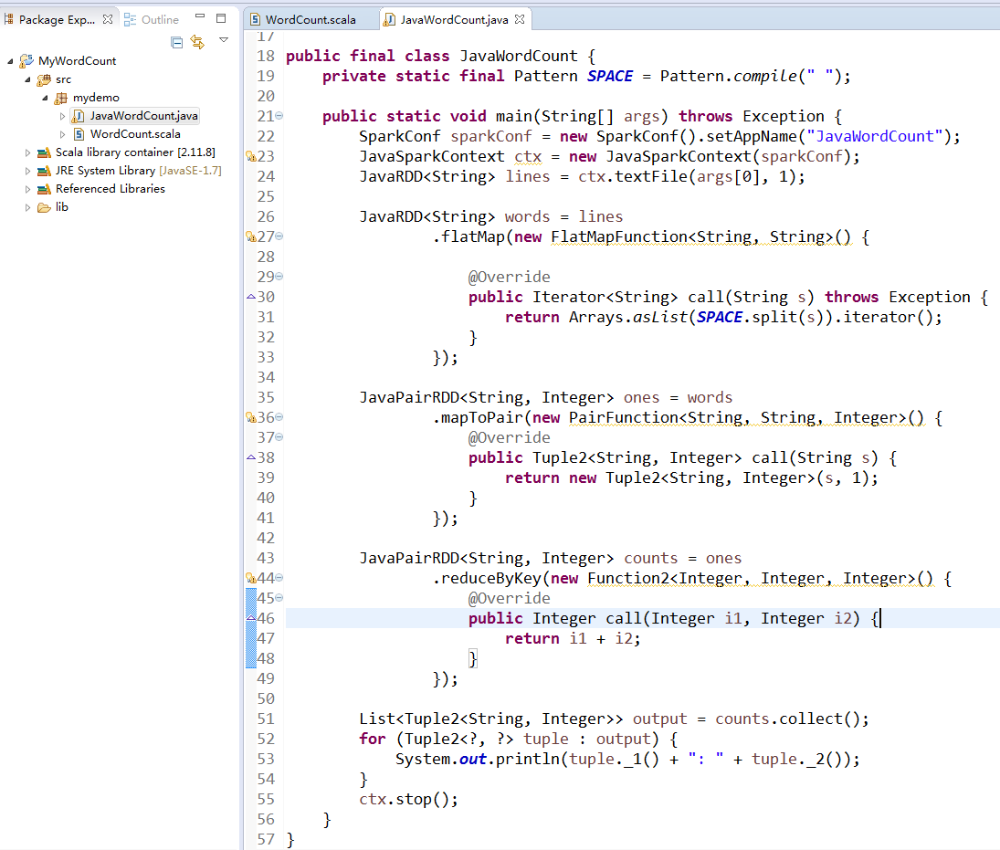 Package Exp...
Outline
MyWordCount
src
mydemo
JavaWordCount.java
WordCount.scala
Scala library container [2.11.8]
JRE System Library [JavaSE-1.7]
Referenced Libraries
lib
WordCount.scala
JavaWordCount.java
17
18 public final class JavaWordCount {
19 private static final Pattern SPACE = Pattern.compile(" ");
20
21 public static void main(String[] args) throws Exception {
22 SparkConf sparkConf = new SparkConf().setAppName("JavaWordCount");
23 JavaSparkContext ctx = new JavaSparkContext(sparkConf);
24 JavaRDD<String> lines = ctx.textFile(args[0], 1);
25
26 JavaRDD<String> words = lines
27 .flatMap(new FlatMapFunction<String, String>() {
28
29 @Override
30 public Iterator<String> call(String s) throws Exception {
31 return Arrays.asList(SPACE.split(s)).iterator();
32 }
33 });
34
35 JavaPairRDD<String, Integer> ones = words
36 .mapToPair(new PairFunction<String, String, Integer>() {
37 @Override
38 public Tuple2<String, Integer> call(String s) {
39 return new Tuple2<String, Integer>(s, 1);
40 }
41 });
42
43 JavaPairRDD<String, Integer> counts = ones
44 .reduceByKey(new Function2<Integer, Integer, Integer>() {
45 @Override
46 public Integer call(Integer i1, Integer i2) {
47 return i1 + i2;
48 }
49 });
50
51 List<Tuple2<String, Integer>> output = counts.collect();
52 for (Tuple2<?, ?> tuple : output) {
53 System.out.println(tuple._1() + ": " + tuple._2());
54 }
55 ctx.stop();
56 }
57 }